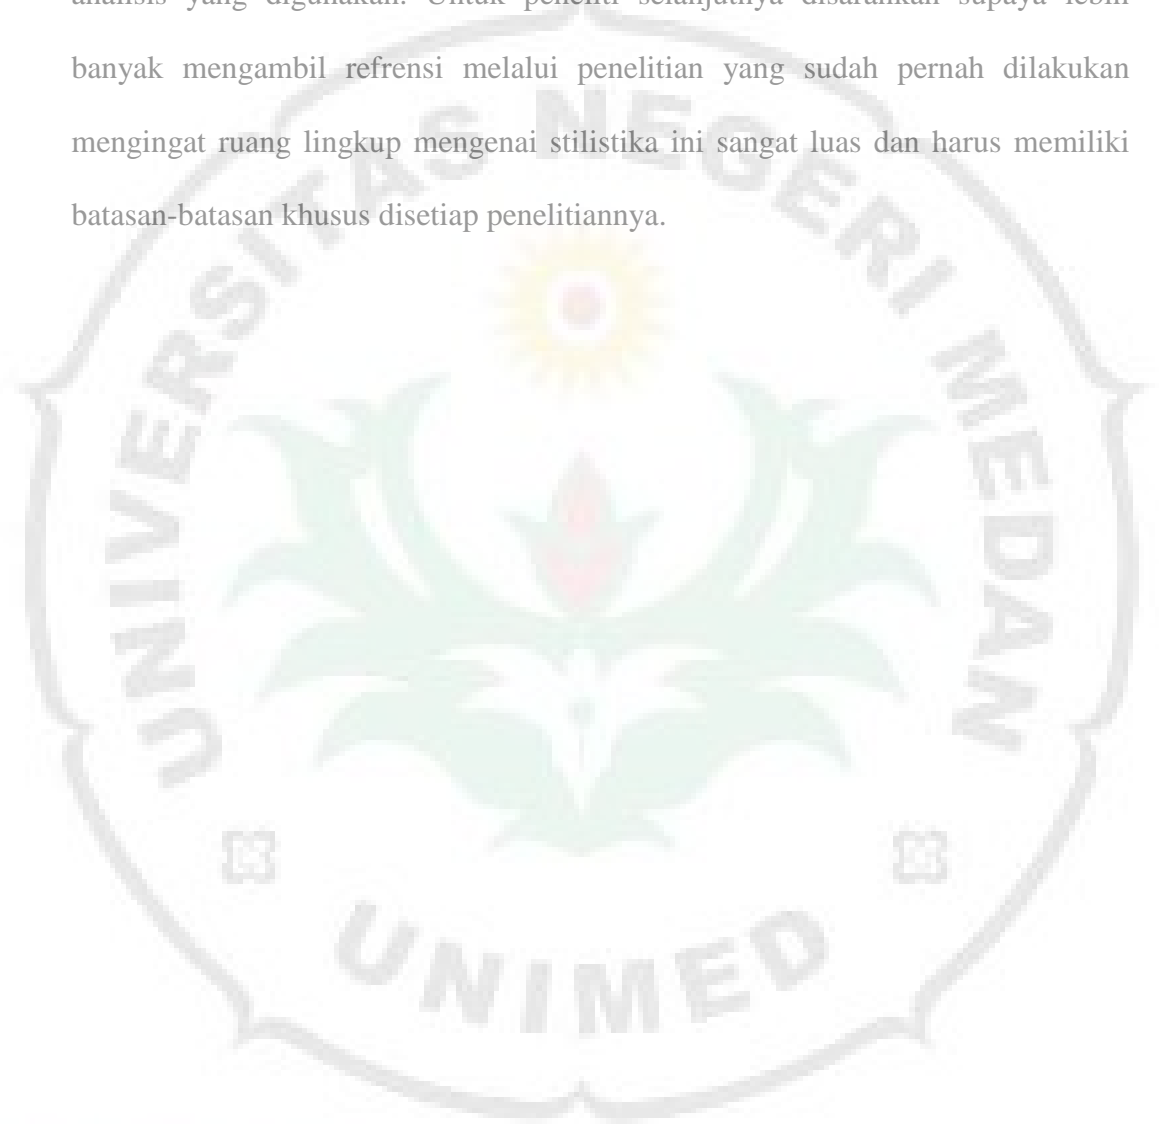 analisis yang digunakan. Untuk peneliti selanjutnya disarankan supaya lebih
banyak mengambil refrensi melalui penelitian yang sudah pernah dilakukan
mengingat ruang lingkup mengenai stilistika ini sangat luas dan harus memiliki
batasan-batasan khusus disetiap penelitiannya.
UNIVERSITAS NEGERI MEDAN
UNIMED